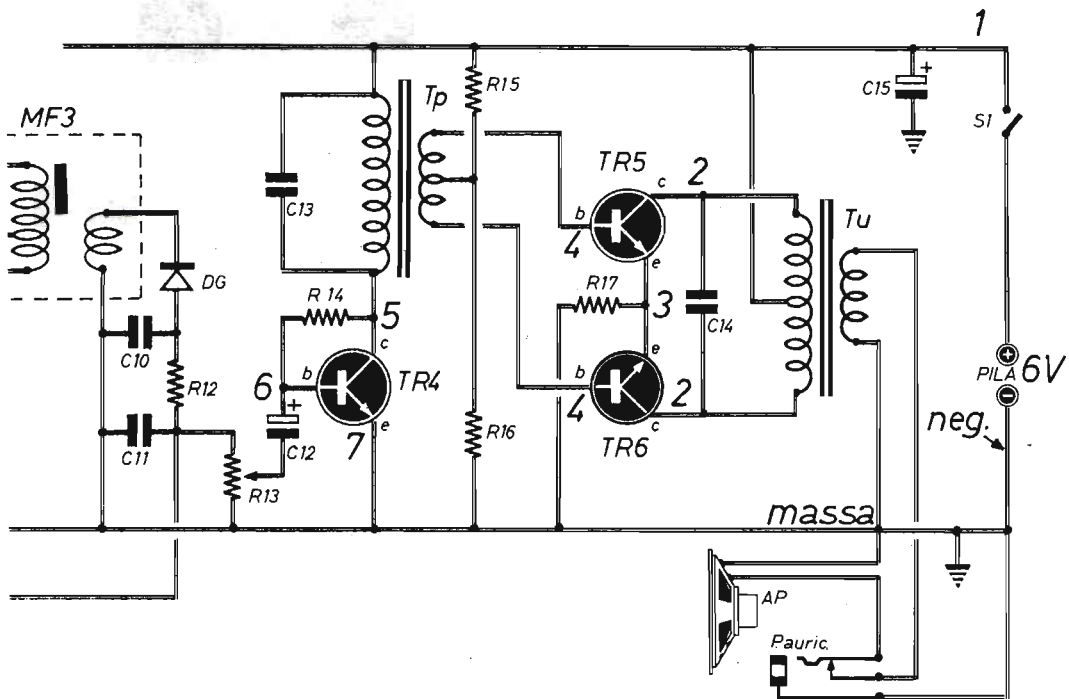 1
MF3
Tp
R15
C15
+
S1
C13
TR5
c
2
Tu
b
4
e
DG
R 14
5
R17
3
C14
C10
c
e
R12
6
b
TR4
b
4
2
PILA
6V
+
7
e
c
neg.
C11
C12
R16
TR6
R13
massa
AP
Pauric.